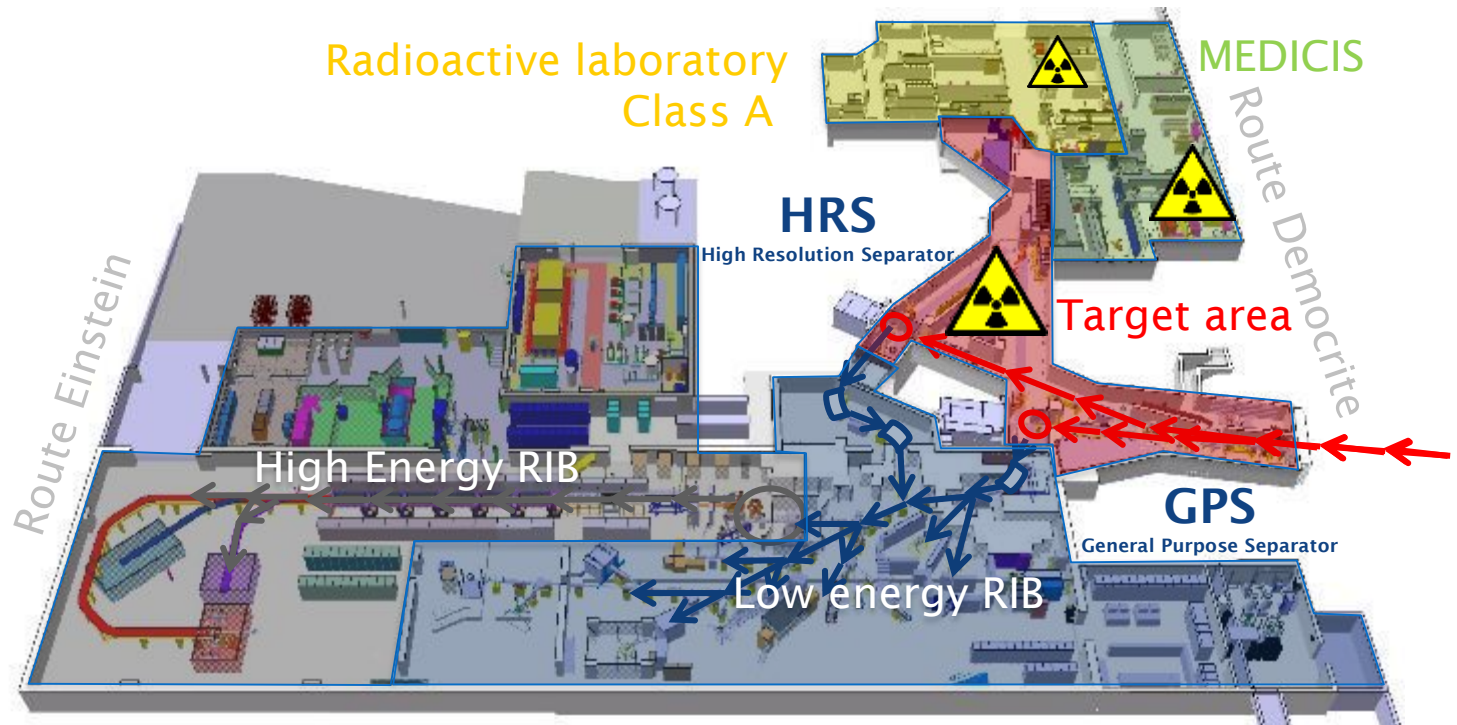 Radioactive laboratory
Class A
MEDICIS
Route Democrite
HRS
High Resolution Separator
Target area
Route Einstein
High Energy RIB
GPS
General Purpose Separator
Low energy RIB